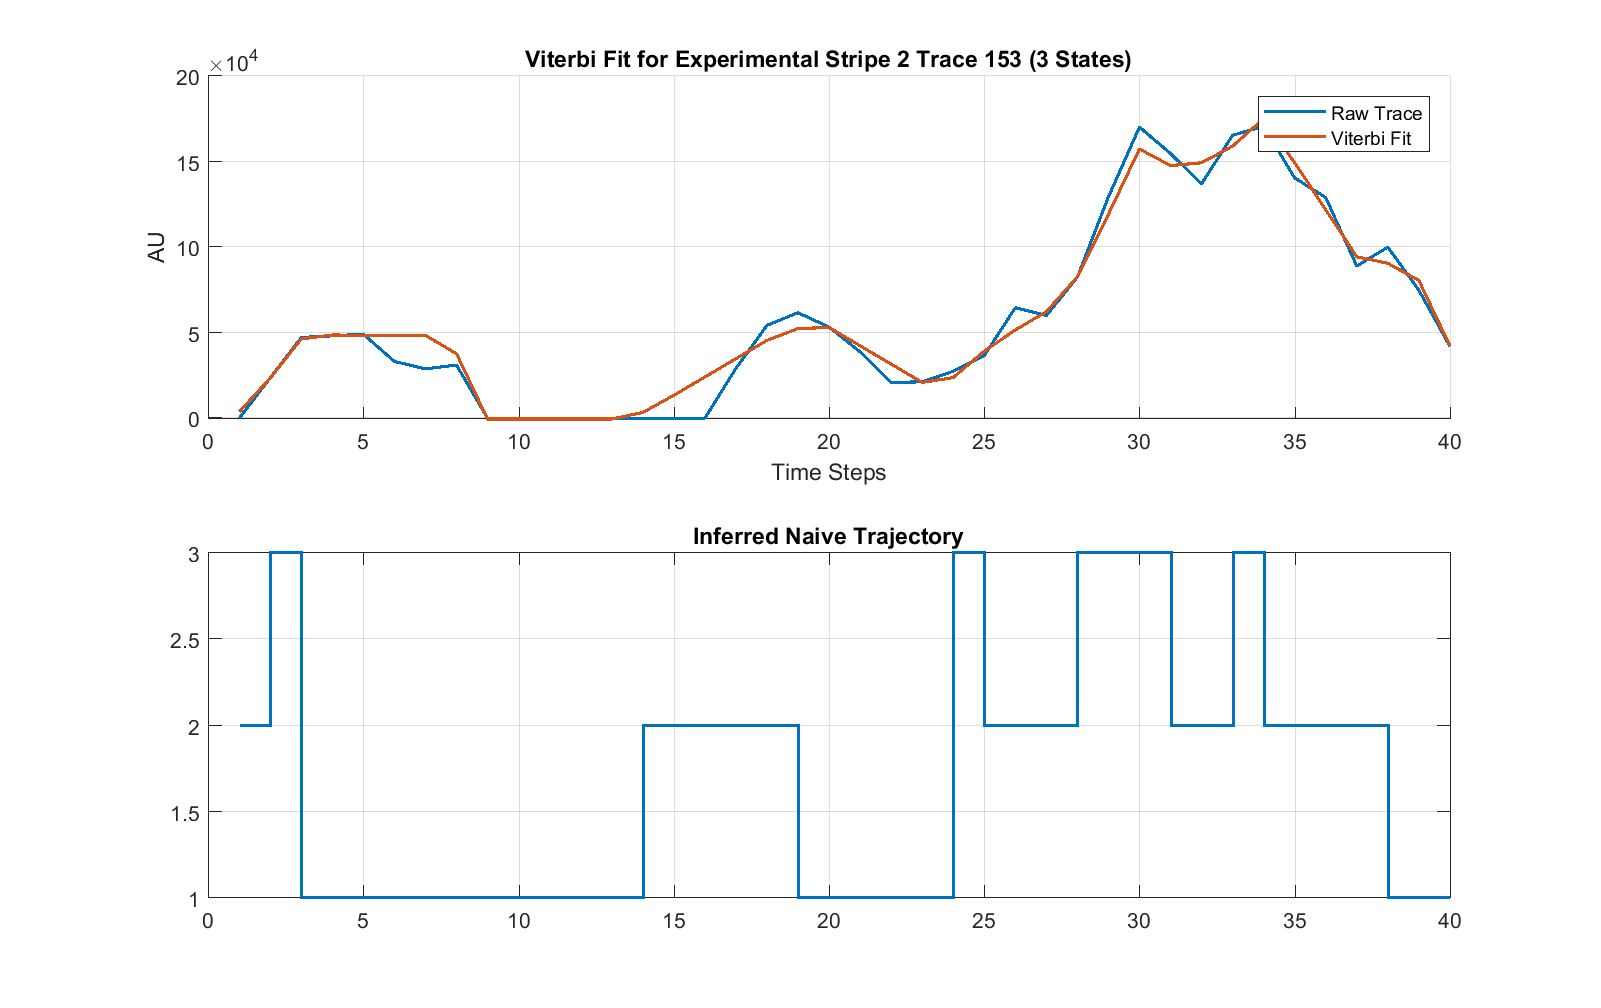 Viterbi Fit for Experimental Stripe 2 Trace 153 (3 States)
×10⁴
20
15
10
5
0
AU
Raw Trace
Viterbi Fit
0 5 10 15 20 25 30 35 40
Time Steps
Inferred Naive Trajectory
3
2.5
2
1.5
1
0 5 10 15 20 25 30 35 40